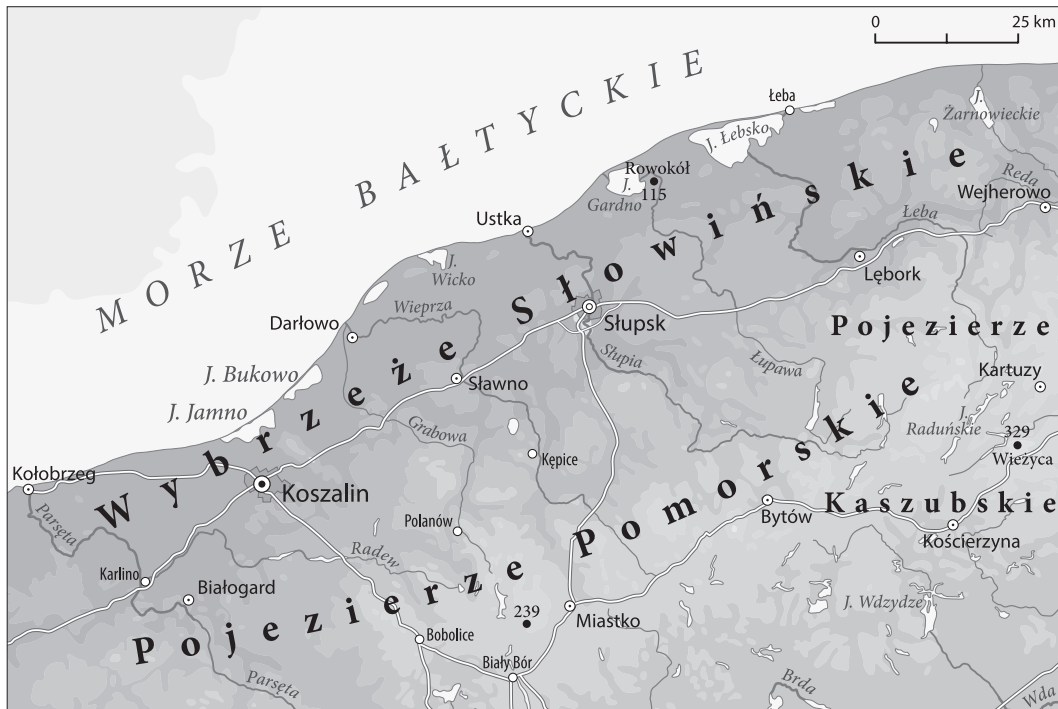 0 25 km
MORZE BAŁTYCKIE
Łeba
J. Żarnowieckie
J. Łebsko
Rowokół
115
J. Gardno
Reda
Wejherowo
Ustka
Łeba
Lębork
J. Wicko
Wybrzeże Słowińskie
Wieprza
Darłowo
Słupsk
Pojezierze
Słupia
Łupawa
Kartuzy
J. Bukowo
Sławno
J. Jamno
Grabowa
J. Raduńskie
329
Wieżyca
Kępice
Kołobrzeg
Koszalin
Bytów
Kaszubskie
Parsęta
Polanów
Kościerzyna
Radew
Karlino
Białogard
Pojezierze Pomorskie
239
Miastko
J. Wdzydze
Bobolice
Biały Bór
Parsęta
Brda
Wda